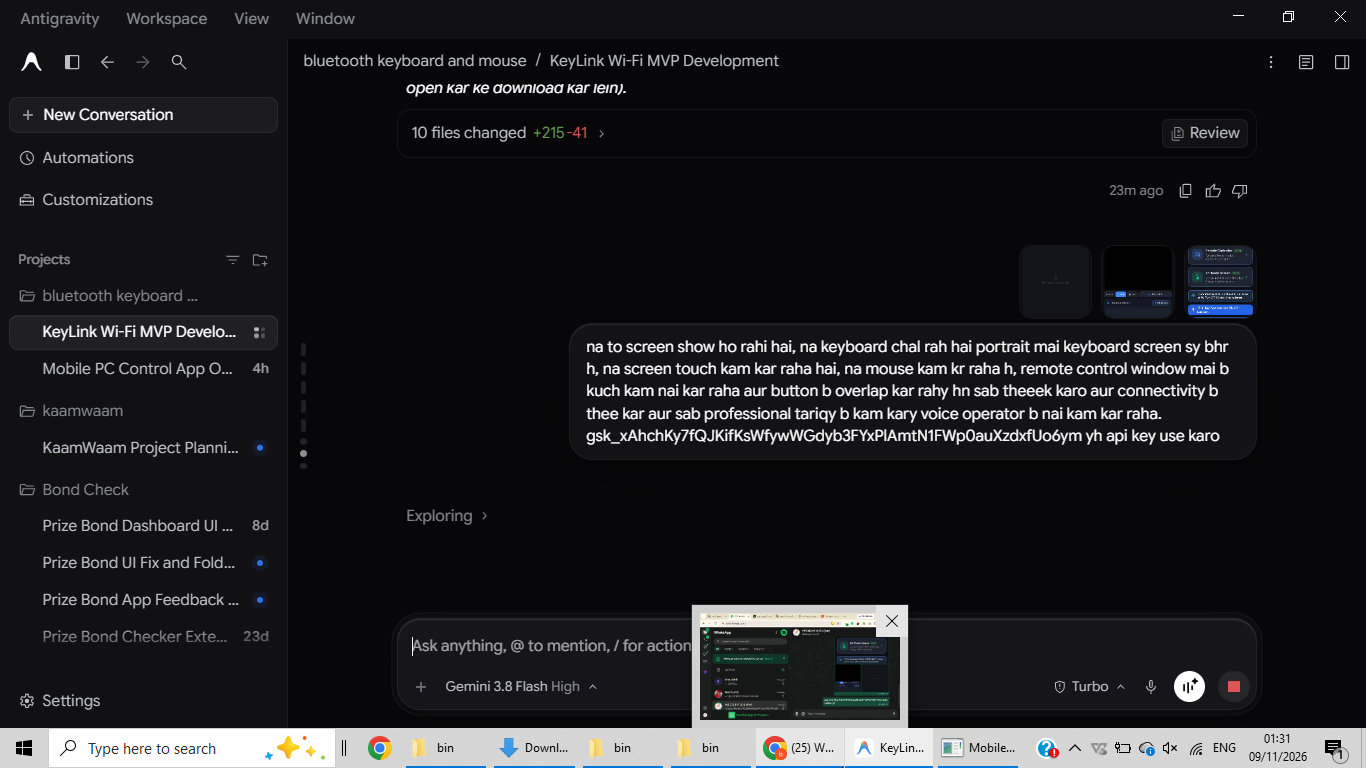 Antigravity Workspace View Window
bluetooth keyboard and mouse / KeyLink Wi-Fi MVP Development
New Conversation
Automations
Customizations
Projects
bluetooth keyboard ...
KeyLink Wi-Fi MVP Develo...
Mobile PC Control App O... 4h
kaamwaam
KaamWaam Project Planni...
Bond Check
Prize Bond Dashboard UI ... 8d
Prize Bond UI Fix and Fold...
Prize Bond App Feedback ...
Prize Bond Checker Exte... 23d
Settings
open kar ke download kar lein).
10 files changed +215 -41
Review
23m ago
na to screen show ho rahi hai, na keyboard chal rah hai portrait mai keyboard screen sy bhr
h, na screen touch kam kar raha hai, na mouse kam kr raha h, remote control window mai b
kuch kam nai kar raha aur button b overlap kar rahy hn sab theeek karo aur connectivity b
thee kar aur sab professional tariqy b kam kary voice operator b nai kam kar raha.
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 yh api key use karo
Exploring
Ask anything, @ to mention, / for action
Gemini 3.8 Flash High
Turbo
WhatsApp
Type here to search
bin
Downl...
bin
bin
(25) W...
KeyLin...
Mobile...
ENG
01:31
09/11/2026
1